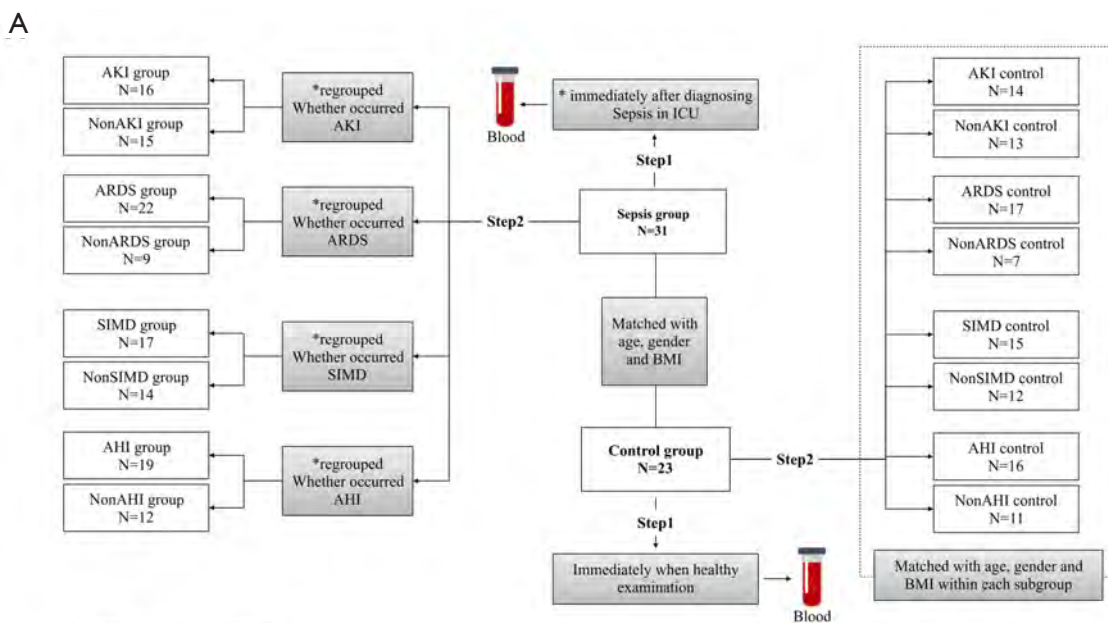 A
AKI group
N=16
NonAKI group
N=15
ARDS group
N=22
NonARDS group
N=9
SIMD group
N=17
NonSIMD group
N=14
AHI group
N=19
NonAHI group
N=12
*regrouped
Whether occurred
AKI
*regrouped
Whether occurred
ARDS
*regrouped
Whether occurred
SIMD
*regrouped
Whether occurred
AHI
Step2
Blood
* immediately after diagnosing
Sepsis in ICU
Step1
Sepsis group
N=31
Matched with
age, gender
and BMI
Control group
N=23
Step1
Immediately when healthy
examination
Blood
Step2
AKI control
N=14
NonAKI control
N=13
ARDS control
N=17
NonARDS control
N=7
SIMD control
N=15
NonSIMD control
N=12
AHI control
N=16
NonAHI control
N=11
Matched with age, gender and
BMI within each subgroup